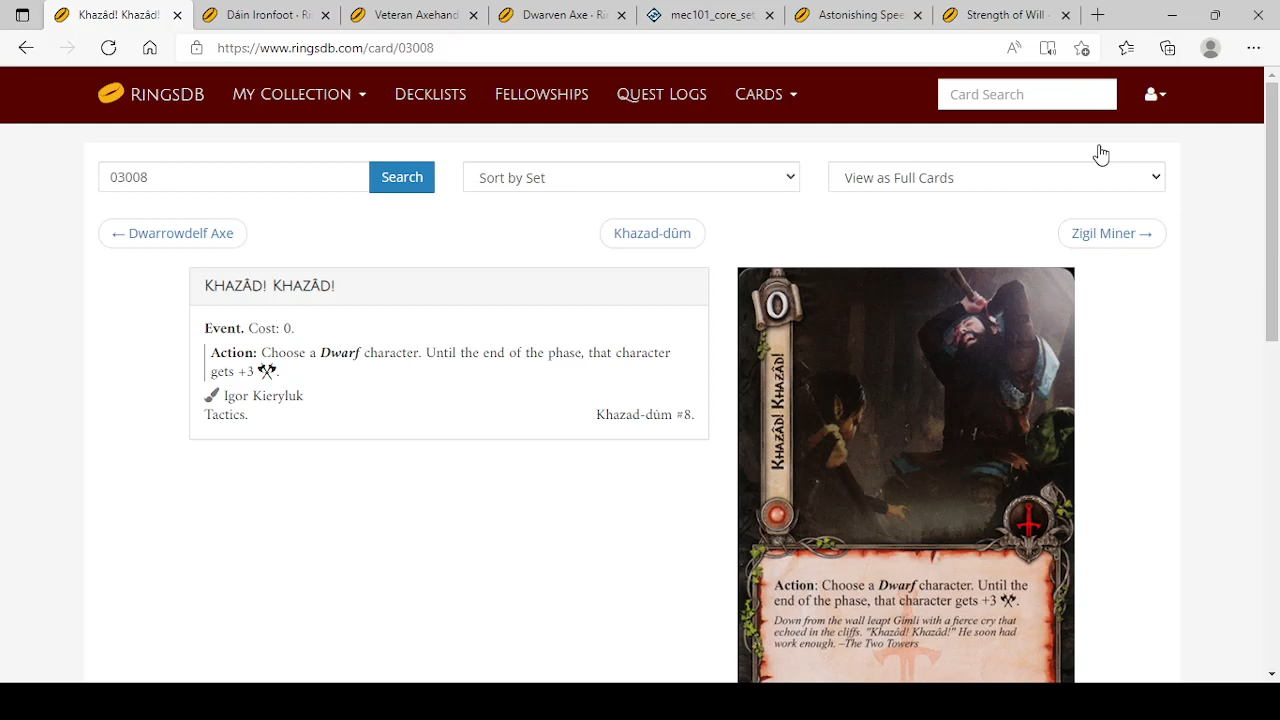 Khazâd! Khazâd!
Dáin Ironfoot · Ri
Veteran Axehand
Dwarven Axe · Ri
mec101_core_set
Astonishing Spee
Strength of Will
https://www.ringsdb.com/card/03008
RINGSDB
MY COLLECTION
DECKLISTS
FELLOWSHIPS
QUEST LOGS
CARDS
Card Search
03008
Search
Sort by Set
View as Full Cards
← Dwarrowdelf Axe
Khazad-dûm
Zigil Miner →
KHAZÂD! KHAZÂD!
Event. Cost: 0.
Action: Choose a Dwarf character. Until the end of the phase, that character
gets +3 .
Igor Kieryluk
Tactics.
Khazad-dûm #8.
0
KHAZÂD! KHAZÂD!
Action: Choose a Dwarf character. Until the
end of the phase, that character gets +3 .
Down from the wall leapt Gimli with a fierce cry that
echoed in the cliffs. "Khazâd! Khazâd!" He soon had
work enough. –The Two Towers